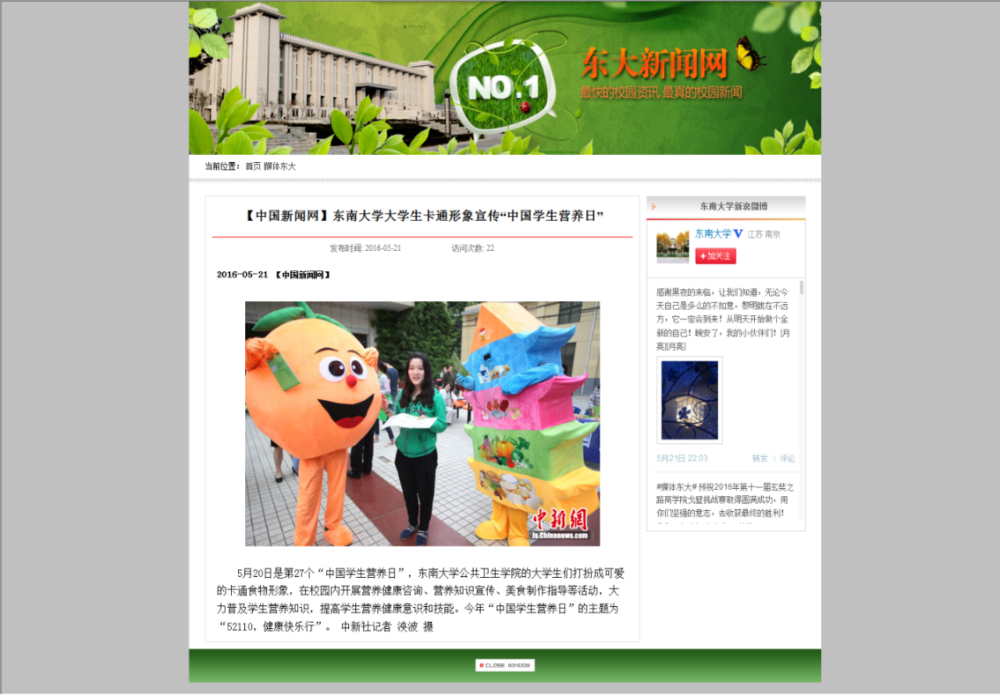 NO.1
东大新闻网
最快的校园资讯 最真的校园新闻
当前位置: 首页 媒体东大
【中国新闻网】东南大学大学生卡通形象宣传“中国学生营养日”
发布时间: 2016-05-21 访问次数: 22
2016-05-21 【中国新闻网】
中新网
js.Chinanews.com
5月20日是第27个“中国学生营养日”,东南大学公共卫生学院的大学生们打扮成可爱
的卡通食物形象,在校园内开展营养健康咨询、营养知识宣传、美食制作指导等活动,大
力普及学生营养知识,提高学生营养健康意识和技能。今年“中国学生营养日”的主题为
“52110,健康快乐行”。 中新社记者 泱波 摄
东南大学新浪微博
东南大学 V 江苏 南京
+加关注
感谢黑夜的来临,让我们知道,无论今
天自己是多么的不如意,黎明就在不远
方,它一定会到来!从明天开始做个全
新的自己!晚安了,我的小伙伴们![月
亮][月亮]
5月21日 22:03 转发 | 评论
#媒体东大# 预祝2016年第十一届玄奘之
路商学院戈壁挑战赛取得圆满成功,用
你们坚强的意志,去收获最终的胜利!
CLOSE WINDOW